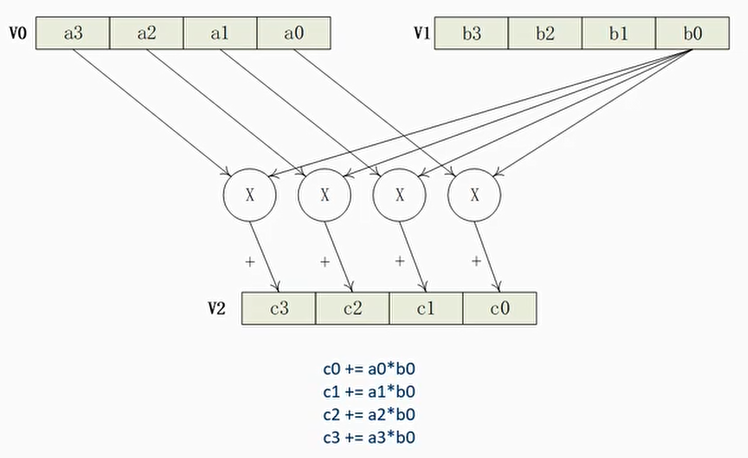 V0 a3 a2 a1 a0 V1 b3 b2 b1 b0
X X X X
+ + + +
V2 c3 c2 c1 c0
c0 += a0*b0
c1 += a1*b0
c2 += a2*b0
c3 += a3*b0